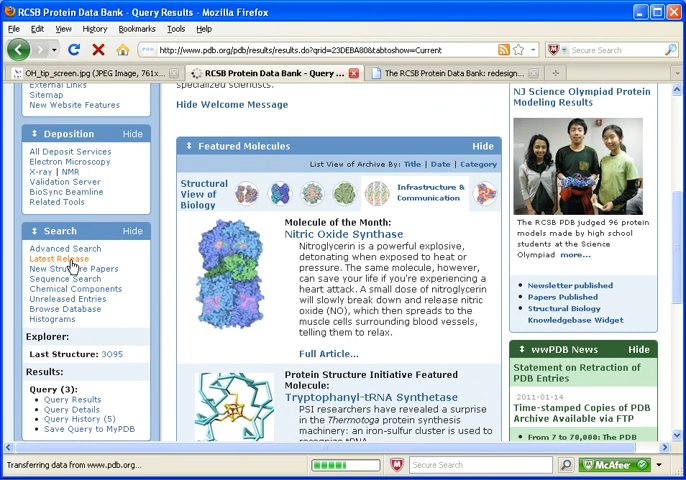 RCSB Protein Data Bank - Query Results - Mozilla Firefox
File Edit View History Bookmarks Tools Help
http://www.pdb.org/pdb/results/results.do?qrid=23DEBA80&tabtoshow=Current
Secure Search
OH_tip_screen.jpg (JPEG Image, 761x...
RCSB Protein Data Bank - Query ...
The RCSB Protein Data Bank: redesign...
External Links
Sitemap
New Website Features
Deposition Hide
All Deposit Services
Electron Microscopy
X-ray | NMR
Validation Server
BioSync Beamline
Related Tools
Search Hide
Advanced Search
Latest Release
New Structure Papers
Sequence Search
Chemical Components
Unreleased Entries
Browse Database
Histograms
Explorer:
Last Structure: 3O95
Results:
Query (3):
Query Results
Query Details
Query History (5)
Save Query to MyPDB
specialized scientists.
Hide Welcome Message
Featured Molecules Hide
List View of Archive By: Title | Date | Category
Structural
View of
Biology
Infrastructure &
Communication
Molecule of the Month:
Nitric Oxide Synthase
Nitroglycerin is a powerful explosive,
detonating when exposed to heat or
pressure. The same molecule, however,
can save your life if you're experiencing a
heart attack. A small dose of nitroglycerin
will slowly break down and release nitric
oxide (NO), which then spreads to the
muscle cells surrounding blood vessels,
telling them to relax.
Full Article...
Protein Structure Initiative Featured
Molecule:
Tryptophanyl-tRNA Synthetase
PSI researchers have revealed a surprise
in the Thermotoga protein synthesis
machinery: an iron-sulfur cluster is used to
recognize tRNA
NJ Science Olympiad Protein
Modeling Results
The RCSB PDB judged 96 protein
models made by high school
students at the Science
Olympiad more...
Newsletter published
Papers Published
Structural Biology
Knowledgebase Widget
wwPDB News Hide
Statement on Retraction of
PDB Entries
2011-01-14
Time-stamped Copies of PDB
Archive Available via FTP
From 7 to 70,000: The PDB
Transferring data from www.pdb.org...
Secure Search
McAfee